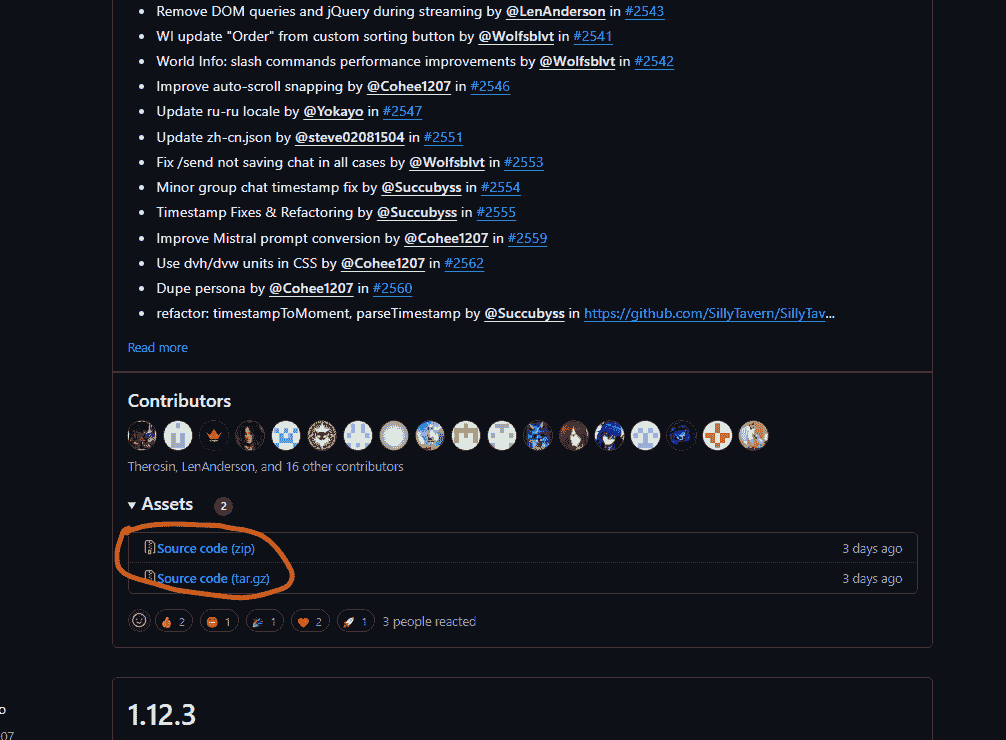 Remove DOM queries and jQuery during streaming by @LenAnderson in #2543
WI update "Order" from custom sorting button by @Wolfsblvt in #2541
World Info: slash commands performance improvements by @Wolfsblvt in #2542
Improve auto-scroll snapping by @Cohee1207 in #2546
Update ru-ru locale by @Yokayo in #2547
Update zh-cn.json by @steve02081504 in #2551
Fix /send not saving chat in all cases by @Wolfsblvt in #2553
Minor group chat timestamp fix by @Succubyss in #2554
Timestamp Fixes & Refactoring by @Succubyss in #2555
Improve Mistral prompt conversion by @Cohee1207 in #2559
Use dvh/dvw units in CSS by @Cohee1207 in #2562
Dupe persona by @Cohee1207 in #2560
refactor: timestampToMoment, parseTimestamp by @Succubyss in https://github.com/SillyTavern/SillyTav...
Read more
Contributors
Therosin, LenAnderson, and 16 other contributors
Assets 2
Source code (zip) 3 days ago
Source code (tar.gz) 3 days ago
2 1 1 2 1 3 people reacted
o
1.12.3
07